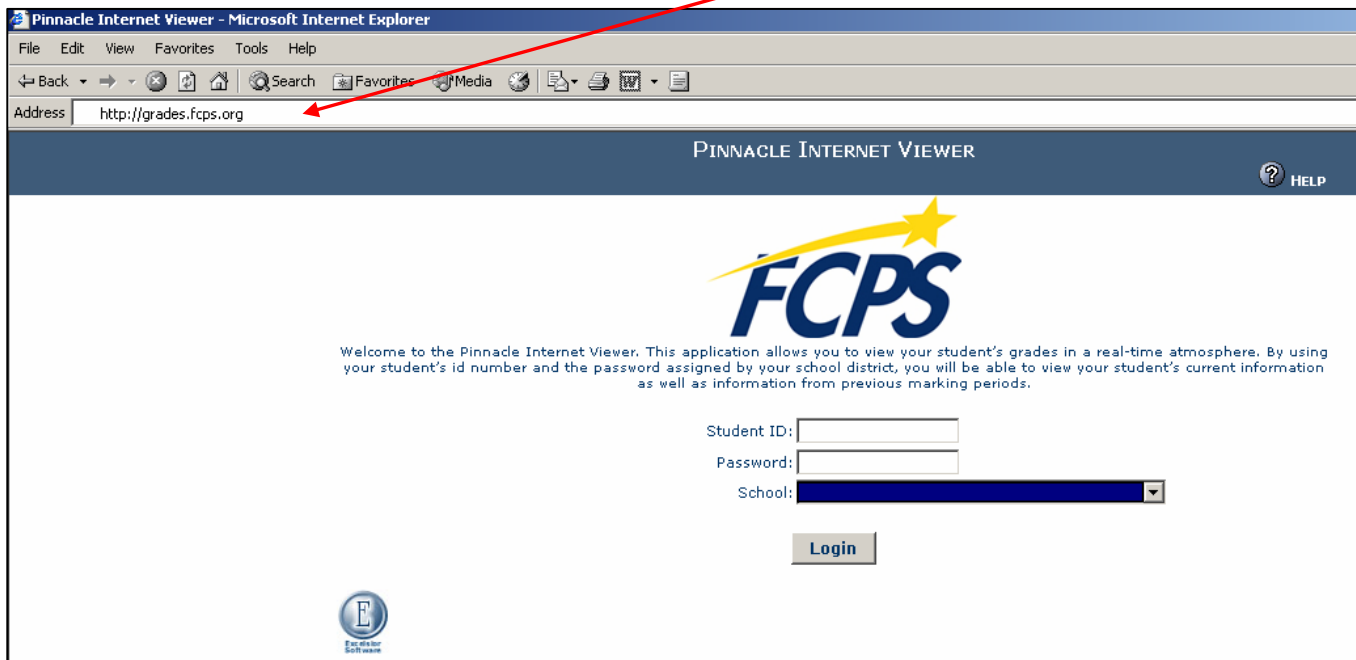 Pinnacle Internet Viewer - Microsoft Internet Explorer
File Edit View Favorites Tools Help
Back Search Favorites Media
Address http://grades.fcps.org
PINNACLE INTERNET VIEWER
? HELP
FCPS
Welcome to the Pinnacle Internet Viewer. This application allows you to view your student's grades in a real-time atmosphere. By using
your student's id number and the password assigned by your school district, you will be able to view your student's current information
as well as information from previous marking periods.
Student ID:
Password:
School:
Login
E
Excelsior
Software